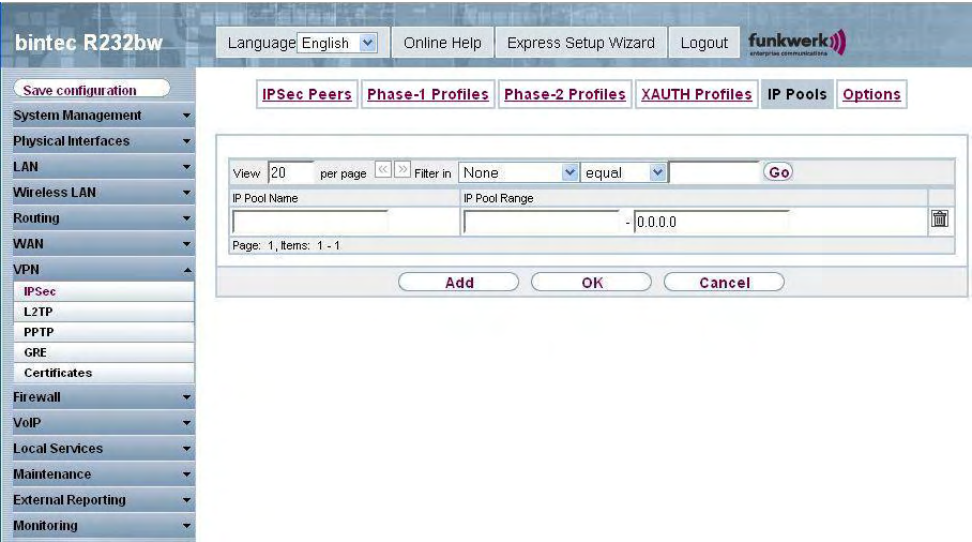 bintec R232bw
Language English Online Help Express Setup Wizard Logout funkwerk
enterprise communications
Save configuration
System Management
Physical Interfaces
LAN
Wireless LAN
Routing
WAN
VPN
IPSec
L2TP
PPTP
GRE
Certificates
Firewall
VoIP
Local Services
Maintenance
External Reporting
Monitoring
IPSec Peers Phase-1 Profiles Phase-2 Profiles XAUTH Profiles IP Pools Options
View 20 per page << >> Filter in None equal Go
IP Pool Name IP Pool Range
- 0.0.0.0
Page: 1, Items: 1 - 1
Add OK Cancel